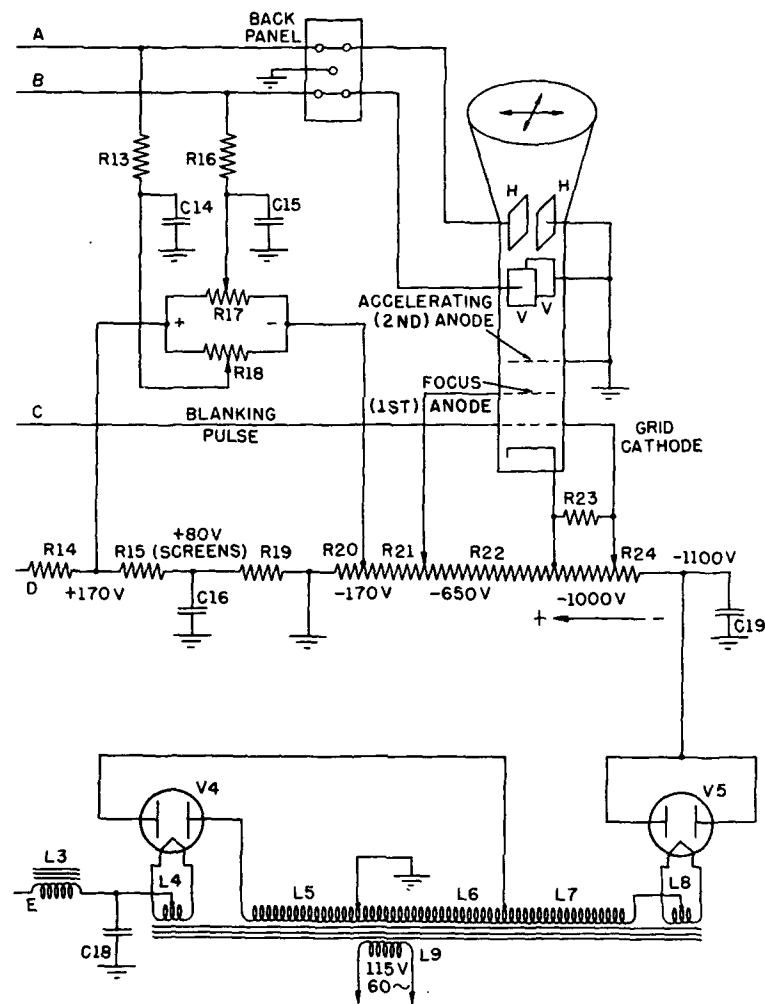 BACK
PANEL
A
B
R13
R16
C14
C15
H
H
R17
+
-
R18
V
V
ACCELERATING
(2ND) ANODE
FOCUS
(1ST) ANODE
C
BLANKING
PULSE
GRID
CATHODE
R23
+80V
R14
R15 (SCREENS)
R19
R20
R21
R22
R24
-1100V
D
+170V
C16
-170V
-650V
-1000V
+
-
C19
V4
V5
L3
L4
L5
L6
L7
L8
E
C18
L9
115V
60~